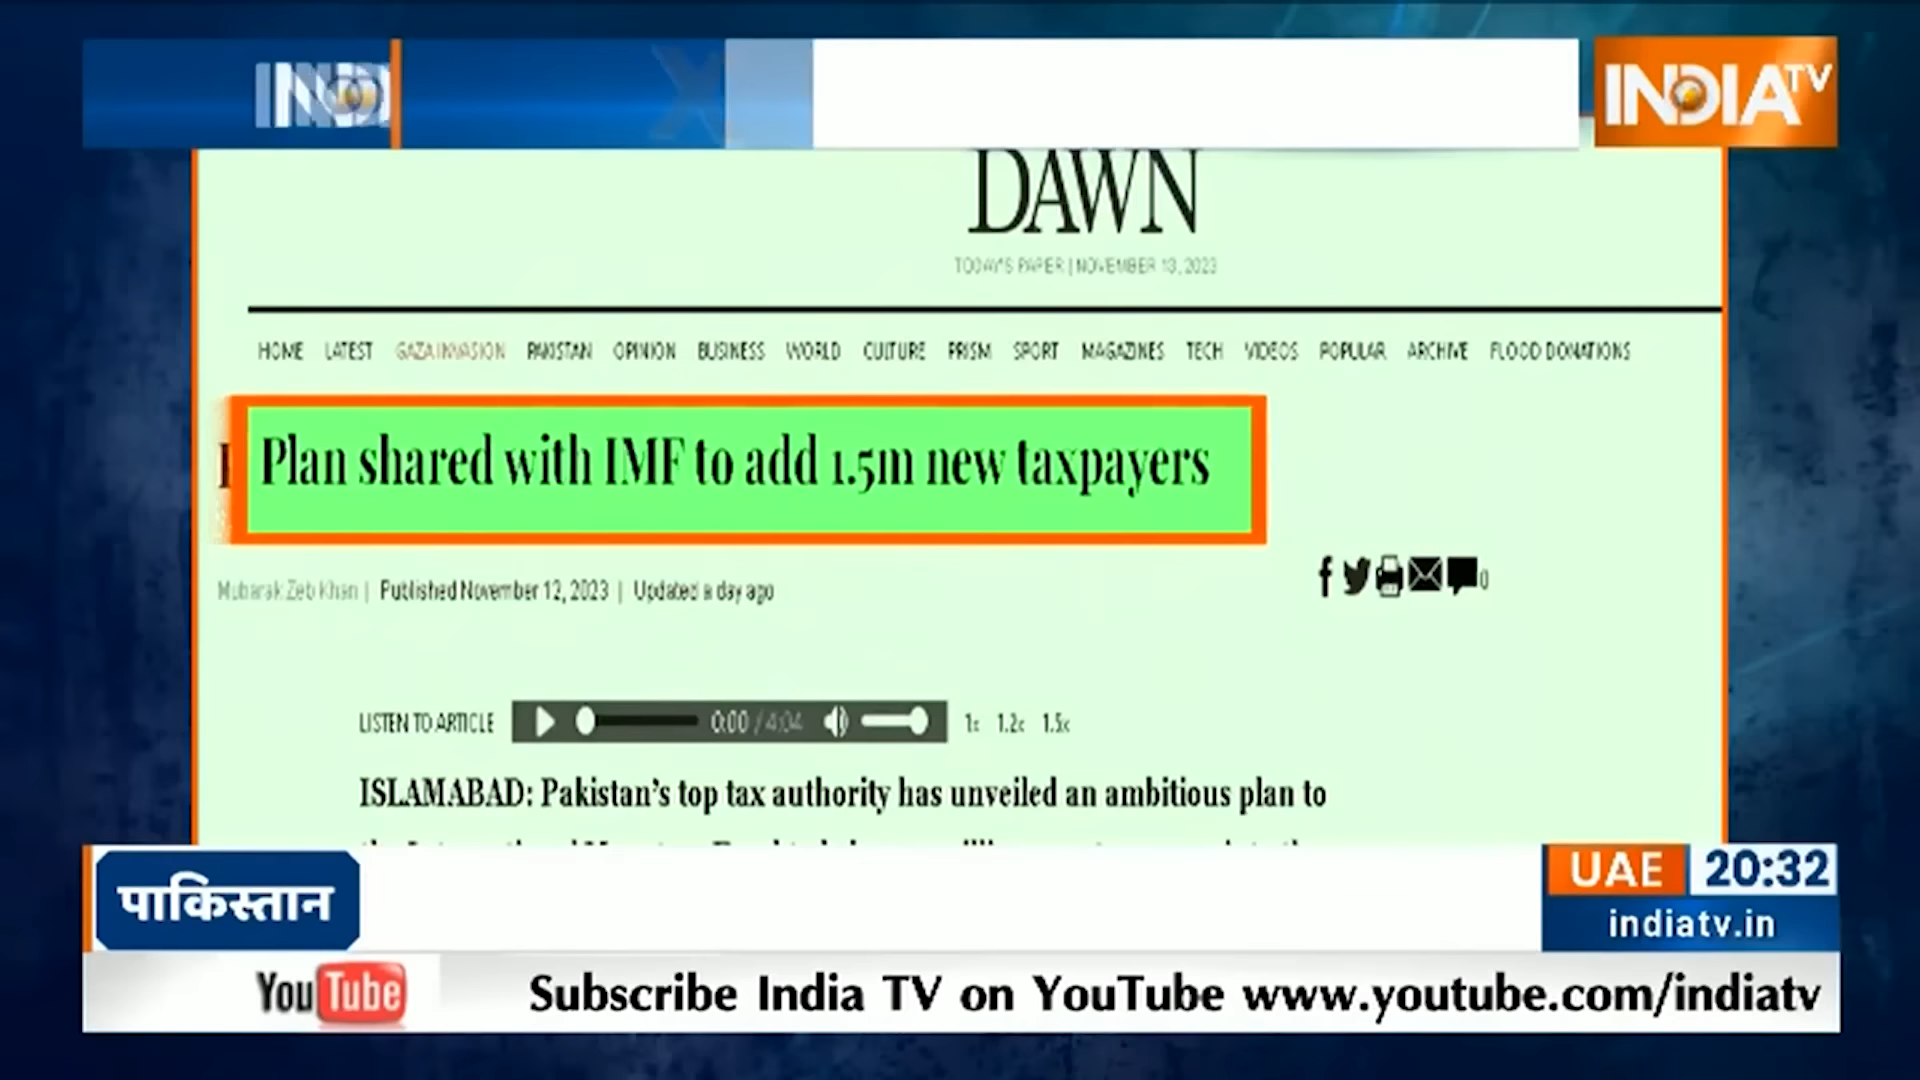 INDIA TV
DAWN
TODAY'S PAPER | NOVEMBER 13, 2023
HOME LATEST GAZA INVASION PAKISTAN OPINION BUSINESS WORLD CULTURE PRISM SPORT MAGAZINES TECH VIDEOS POPULAR ARCHIVE FLOOD DONATIONS
Plan shared with IMF to add 1.5m new taxpayers
Mubarak Zeb Khan | Published November 12, 2023 | Updated a day ago
0
LISTEN TO ARTICLE 0:00 / 4:04 1x 1.2x 1.5x
ISLAMABAD: Pakistan's top tax authority has unveiled an ambitious plan to
पाकिस्तान
UAE 20:32
indiatv.in
YouTube Subscribe India TV on YouTube www.youtube.com/indiatv